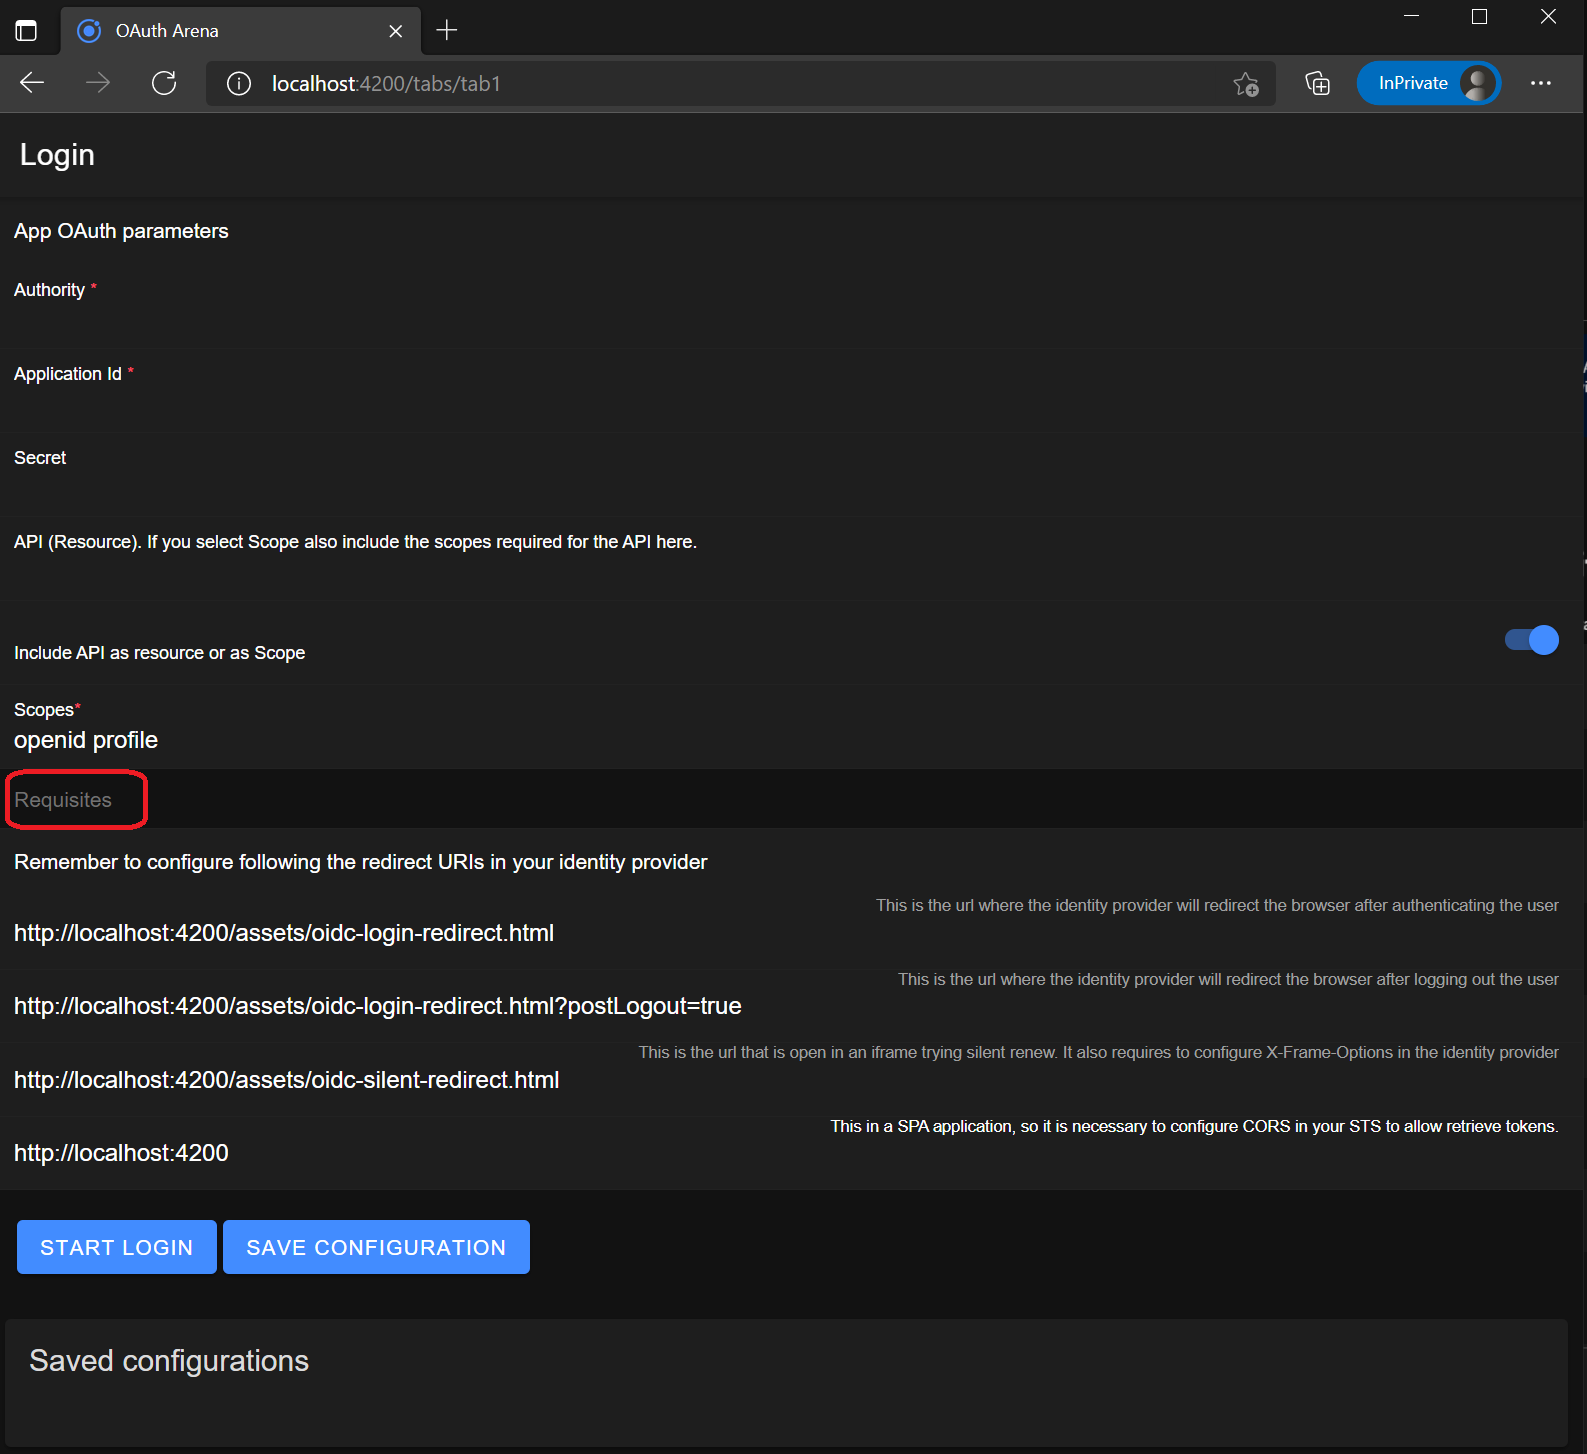 OAuth Arena
localhost:4200/tabs/tab1
InPrivate
Login
App OAuth parameters
Authority *
Application Id *
Secret
API (Resource). If you select Scope also include the scopes required for the API here.
Include API as resource or as Scope
Scopes*
openid profile
Requisites
Remember to configure following the redirect URIs in your identity provider
This is the url where the identity provider will redirect the browser after authenticating the user
http://localhost:4200/assets/oidc-login-redirect.html
This is the url where the identity provider will redirect the browser after logging out the user
http://localhost:4200/assets/oidc-login-redirect.html?postLogout=true
This is the url that is open in an iframe trying silent renew. It also requires to configure X-Frame-Options in the identity provider
http://localhost:4200/assets/oidc-silent-redirect.html
This in a SPA application, so it is necessary to configure CORS in your STS to allow retrieve tokens.
http://localhost:4200
START LOGIN
SAVE CONFIGURATION
Saved configurations